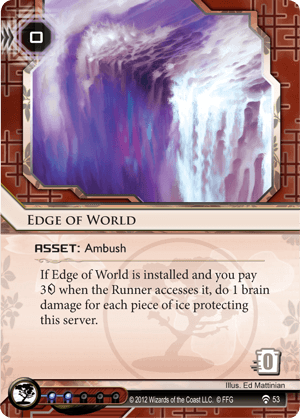 0
EDGE OF WORLD
ASSET: Ambush
If Edge of World is installed and you pay
3 when the Runner accesses it, do 1 brain
damage for each piece of ice protecting
this server.
0
Illus. Ed Mattinian
© 2012 Wizards of the Coast LLC. © FFG
53